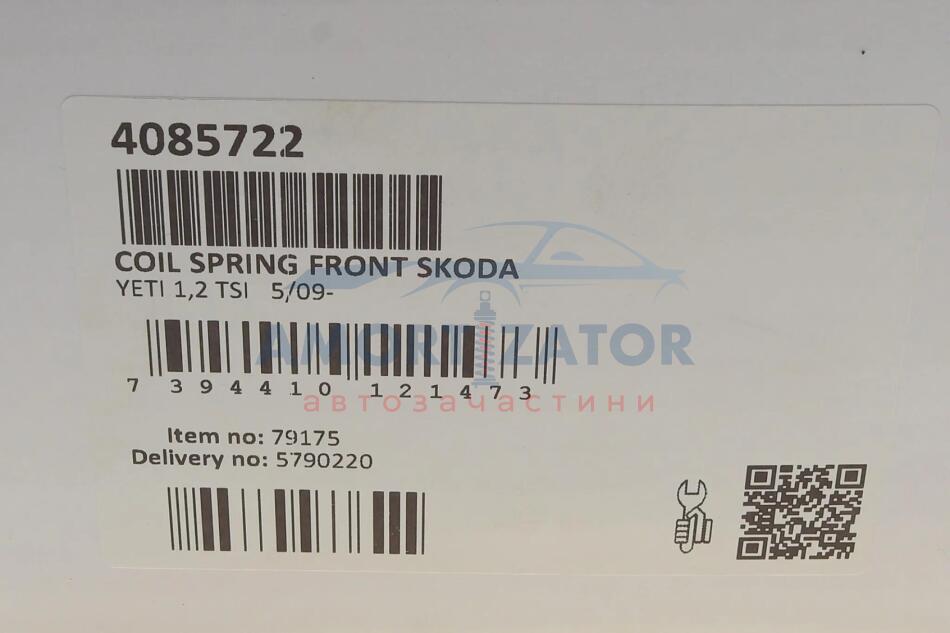 4085722
COIL SPRING FRONT SKODA
YETI 1,2 TSI 5/09-
AMORTIZATOR
7 394410 121473
автозачастини
Item no: 79175
Delivery no: 5790220